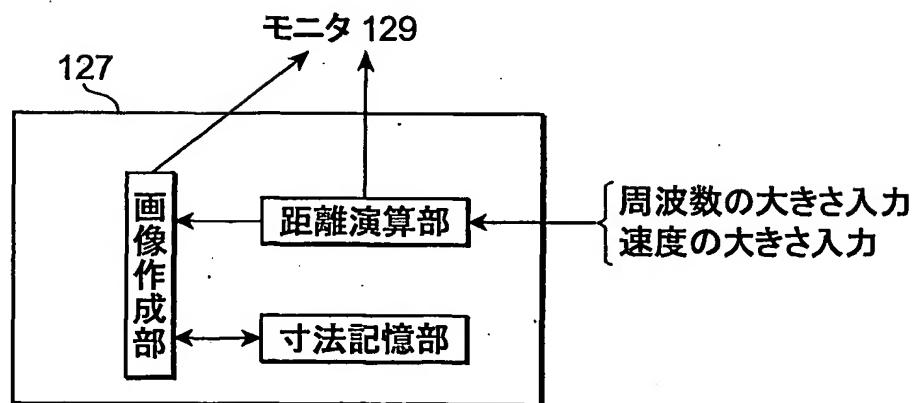 モニタ 129
127
画像作成部
距離演算部
周波数の大きさ入力
速度の大きさ入力
寸法記憶部